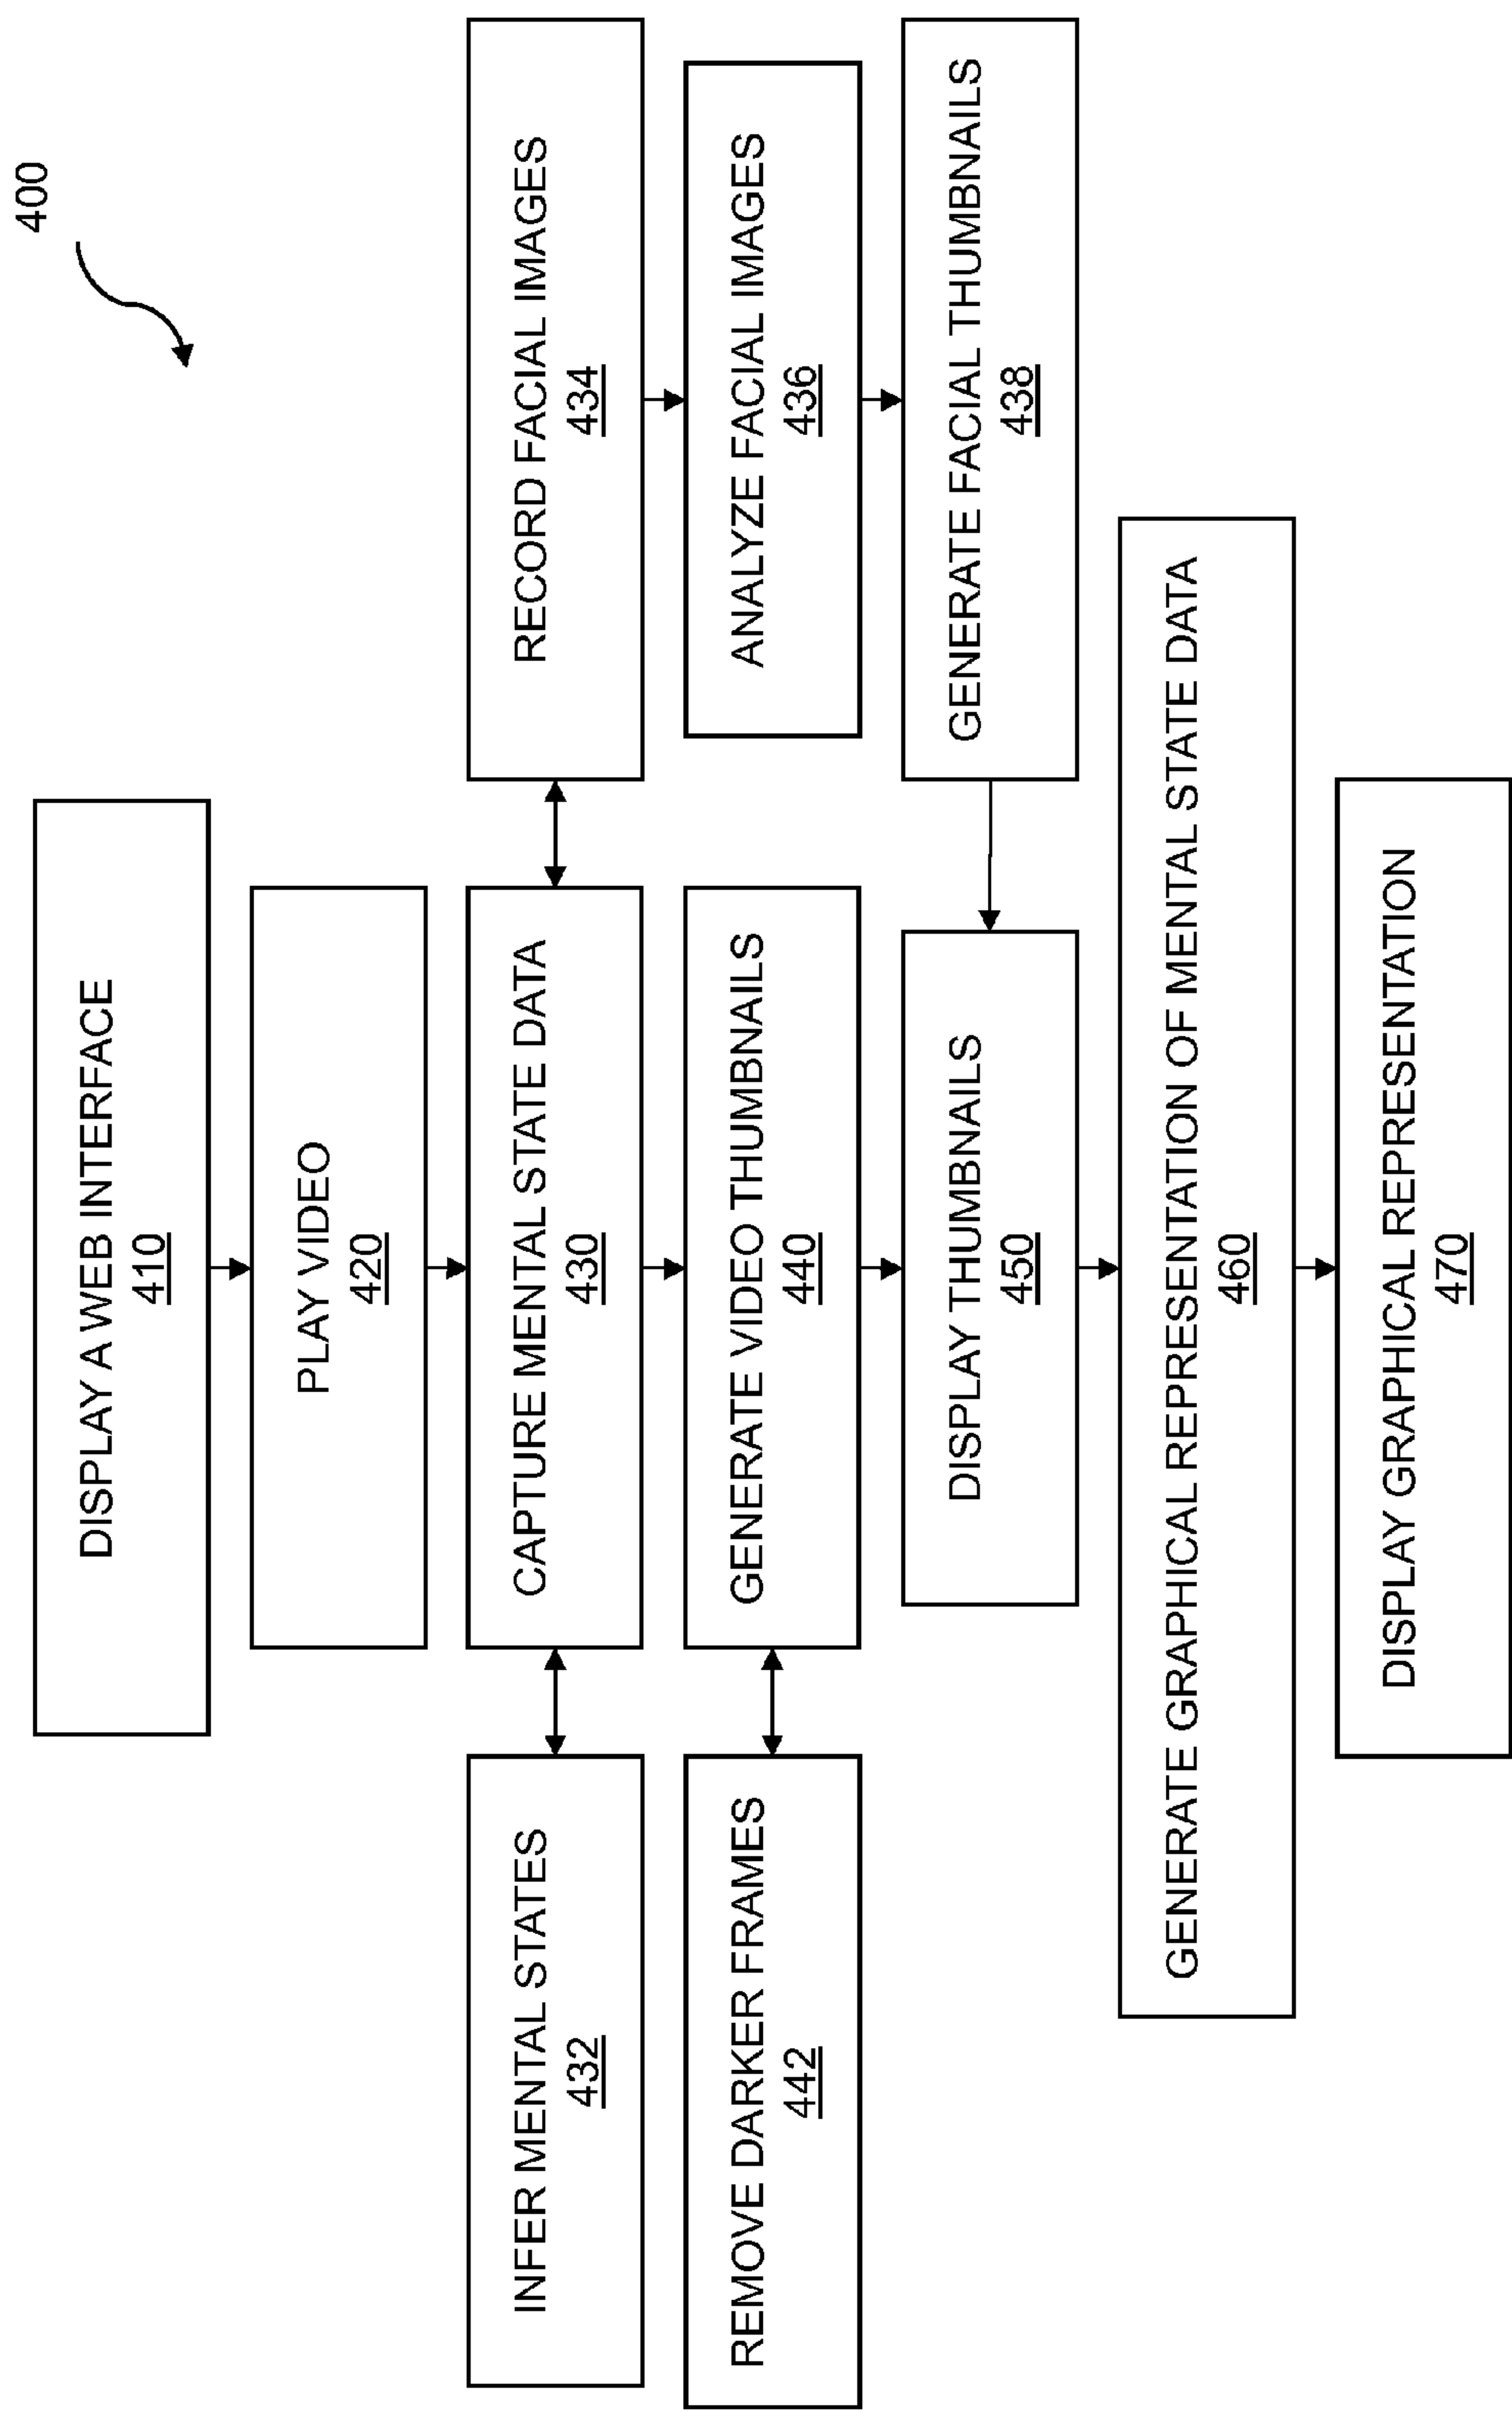 400
DISPLAY A WEB INTERFACE
410
PLAY VIDEO
420
INFER MENTAL STATES
432
CAPTURE MENTAL STATE DATA
430
RECORD FACIAL IMAGES
434
REMOVE DARKER FRAMES
442
GENERATE VIDEO THUMBNAILS
440
ANALYZE FACIAL IMAGES
436
DISPLAY THUMBNAILS
450
GENERATE FACIAL THUMBNAILS
438
GENERATE GRAPHICAL REPRESENTATION OF MENTAL STATE DATA
460
DISPLAY GRAPHICAL REPRESENTATION
470